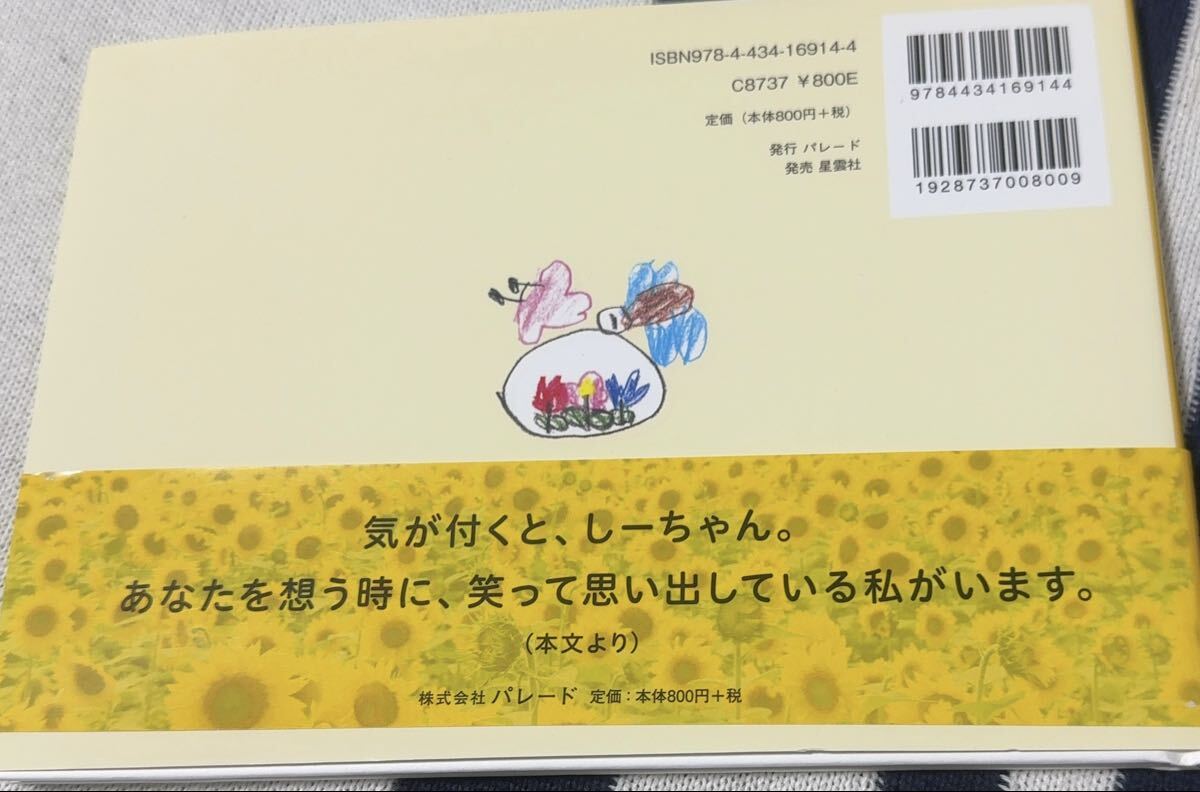 ISBN978-4-434-16914-4
C8737 ¥800E
定価（本体800円＋税）
発行 パレード
発売 星雲社
9784434169144
1928737008009
気が付くと、しーちゃん。
あなたを想う時に、笑って思い出している私がいます。
（本文より）
株式会社 パレード 定価：本体800円＋税